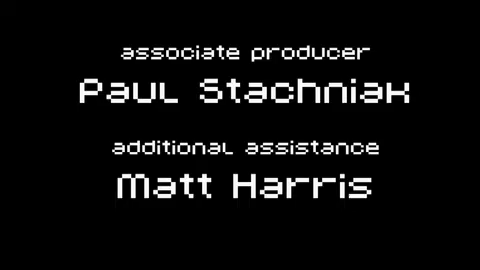 associate producer
Paul Stachniak
additional assistance
Matt Harris